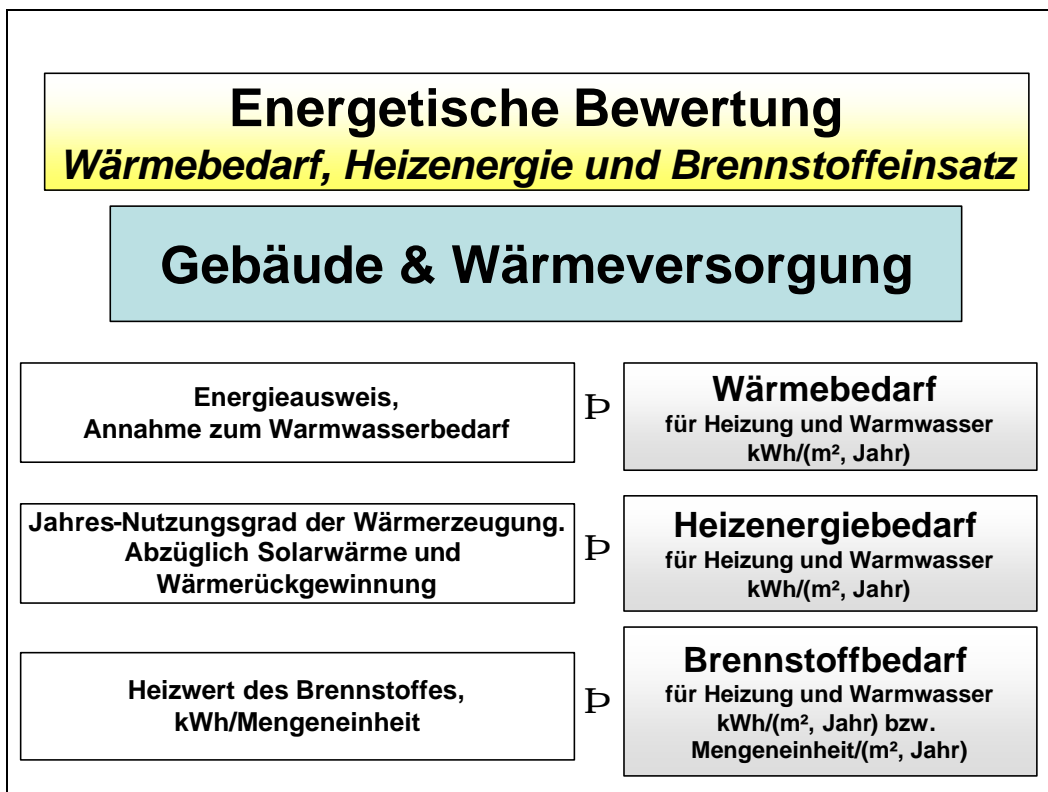 Energetische Bewertung
Wärmebedarf, Heizenergie und Brennstoffeinsatz
Gebäude & Wärmeversorgung
Energieausweis,
Annahme zum Warmwasserbedarf
Þ
Wärmebedarf
für Heizung und Warmwasser
kWh/(m², Jahr)
Jahres-Nutzungsgrad der Wärmerzeugung.
Abzüglich Solarwärme und
Wärmerückgewinnung
Þ
Heizenergiebedarf
für Heizung und Warmwasser
kWh/(m², Jahr)
Heizwert des Brennstoffes,
kWh/Mengeneinheit
Þ
Brennstoffbedarf
für Heizung und Warmwasser
kWh/(m², Jahr) bzw.
Mengeneinheit/(m², Jahr)